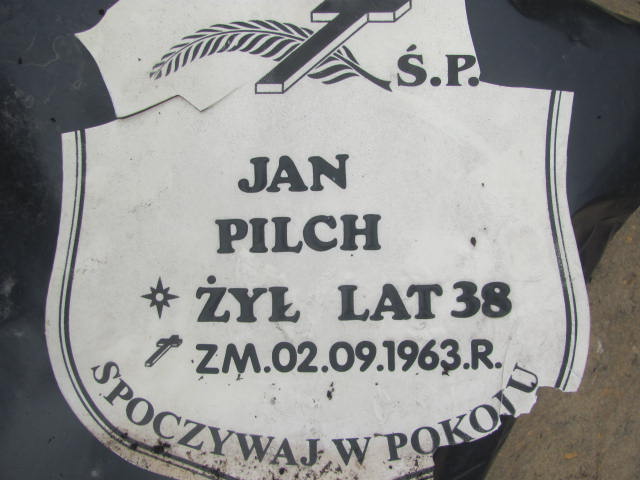 Ś.P.
JAN
PILCH
ŻYŁ LAT 38
ZM.02.09.1963.R.
SPOCZYWAJ W POKOJU